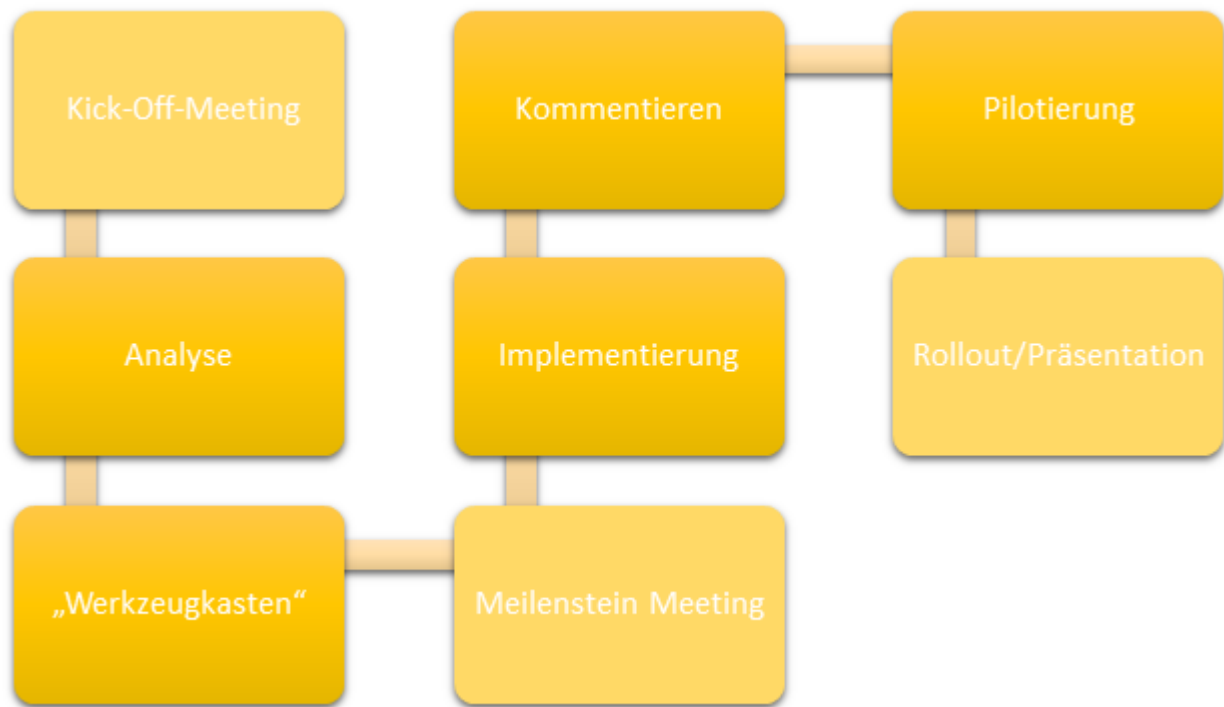 Kick-Off-Meeting
Analyse
„Werkzeugkasten“
Meilenstein Meeting
Implementierung
Kommentieren
Pilotierung
Rollout/Präsentation